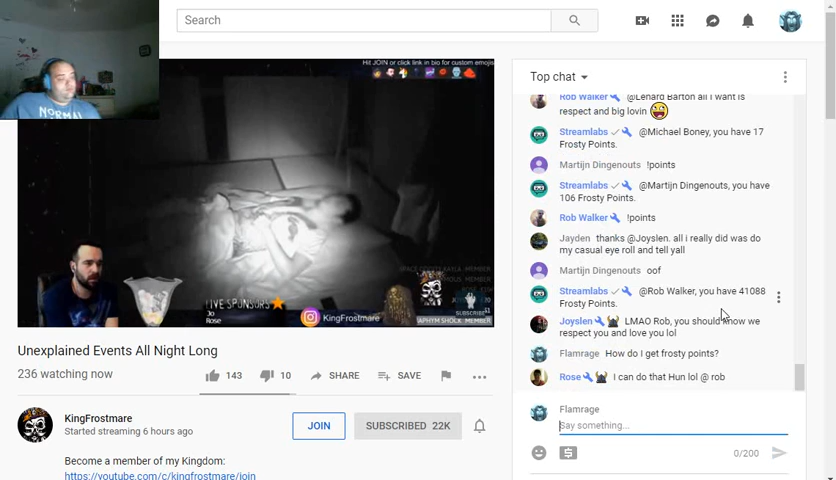 Search
NORMAL
Hit JOIN or click link in bio for custom emojis
LIVE SPONSORS
Jo
Rose
KingFrostmare
SUBSCRIBED
Unexplained Events All Night Long
236 watching now
143
10
SHARE
SAVE
KingFrostmare
Started streaming 6 hours ago
JOIN
SUBSCRIBED 22K
Become a member of my Kingdom:
https://youtube.com/c/kingfrostmare/join
Top chat
Rob Walker @Lenard Barton all i want is
respect and big lovin
Streamlabs @Michael Boney, you have 17
Frosty Points.
Martijn Dingenouts !points
Streamlabs @Martijn Dingenouts, you have
106 Frosty Points.
Rob Walker !points
Jayden thanks @Joyslen. all i really did was do
my casual eye roll and tell yall
Martijn Dingenouts oof
Streamlabs @Rob Walker, you have 41088
Frosty Points.
Joyslen LMAO Rob, you should know we
respect you and love you lol
Flamrage How do I get frosty points?
Rose I can do that Hun lol @ rob
Flamrage
Say something...
0/200